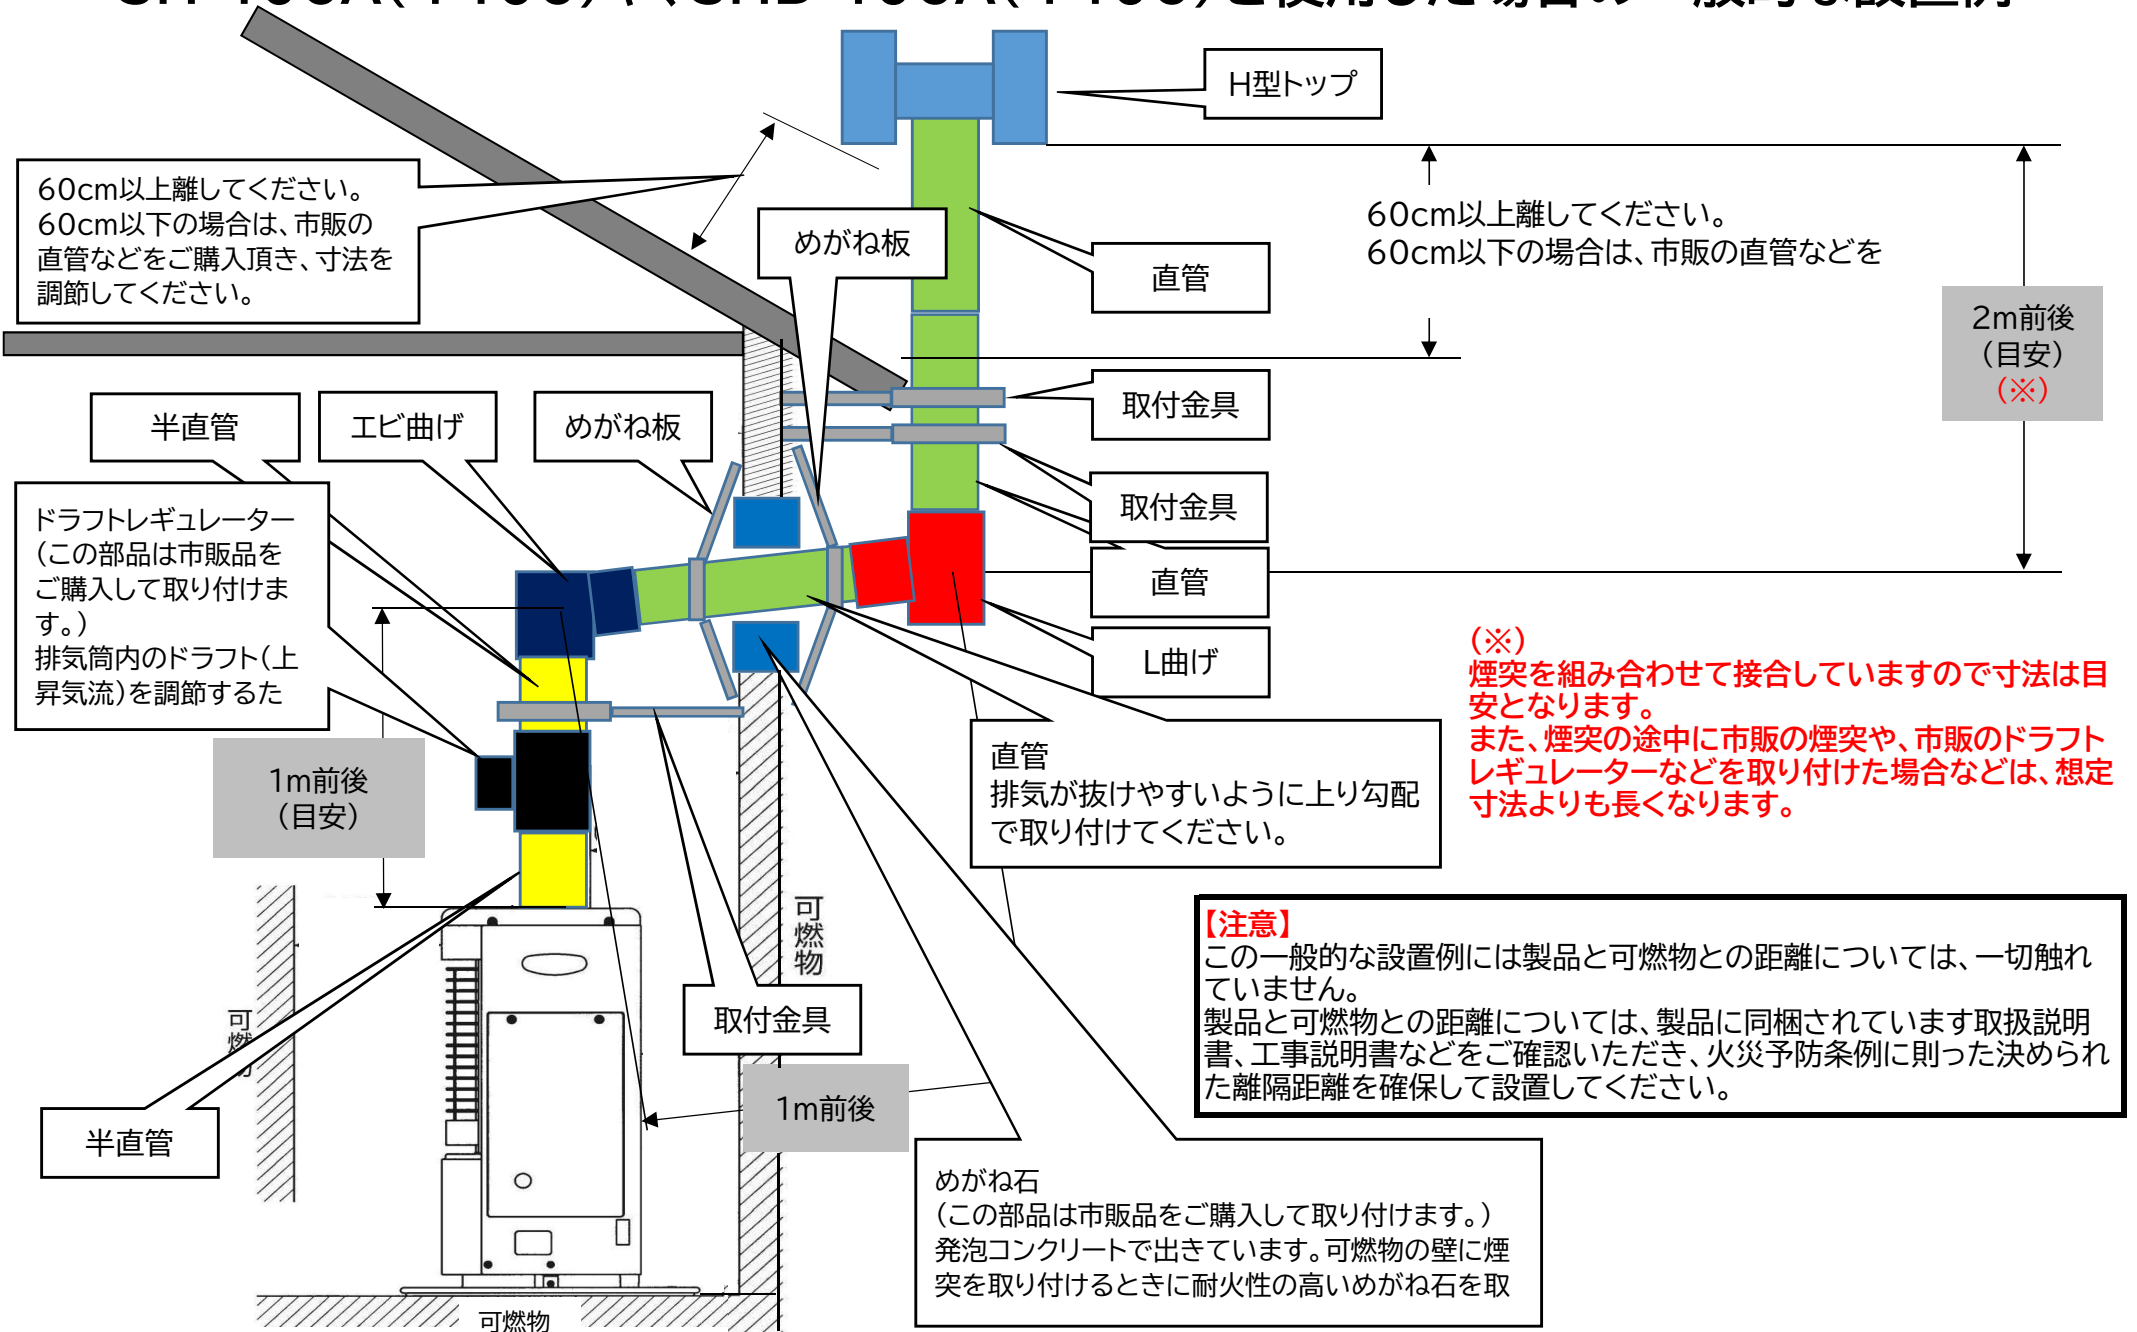 H型トップ
60cm以上離してください。
60cm以下の場合は、市販の
直管などをご購入頂き、寸法を
調節してください。
めがね板
直管
60cm以上離してください。
60cm以下の場合は、市販の直管などを
2m前後
（目安）
（※）
半直管
エビ曲げ
めがね板
取付金具
取付金具
直管
L曲げ
ドラフトレギュレーター
（この部品は市販品を
ご購入して取り付けま
す。）
排気筒内のドラフト（上
昇気流）を調節するた
1m前後
（目安）
（※）
煙突を組み合わせて接合していますので寸法は目
安となります。
また、煙突の途中に市販の煙突や、市販のドラフト
レギュレーターなどを取り付けた場合などは、想定
寸法よりも長くなります。
直管
排気が抜けやすいように上り勾配
で取り付けてください。
可燃物
【注意】
この一般的な設置例には製品と可燃物との距離については、一切触れ
ていません。
製品と可燃物との距離については、製品に同梱されています取扱説明
書、工事説明書などをご確認いただき、火災予防条例に則った決められ
た離隔距離を確保して設置してください。
可燃
取付金具
1m前後
半直管
めがね石
（この部品は市販品をご購入して取り付けます。）
発泡コンクリートで出きています。可燃物の壁に煙
突を取り付けるときに耐火性の高いめがね石を取
可燃物